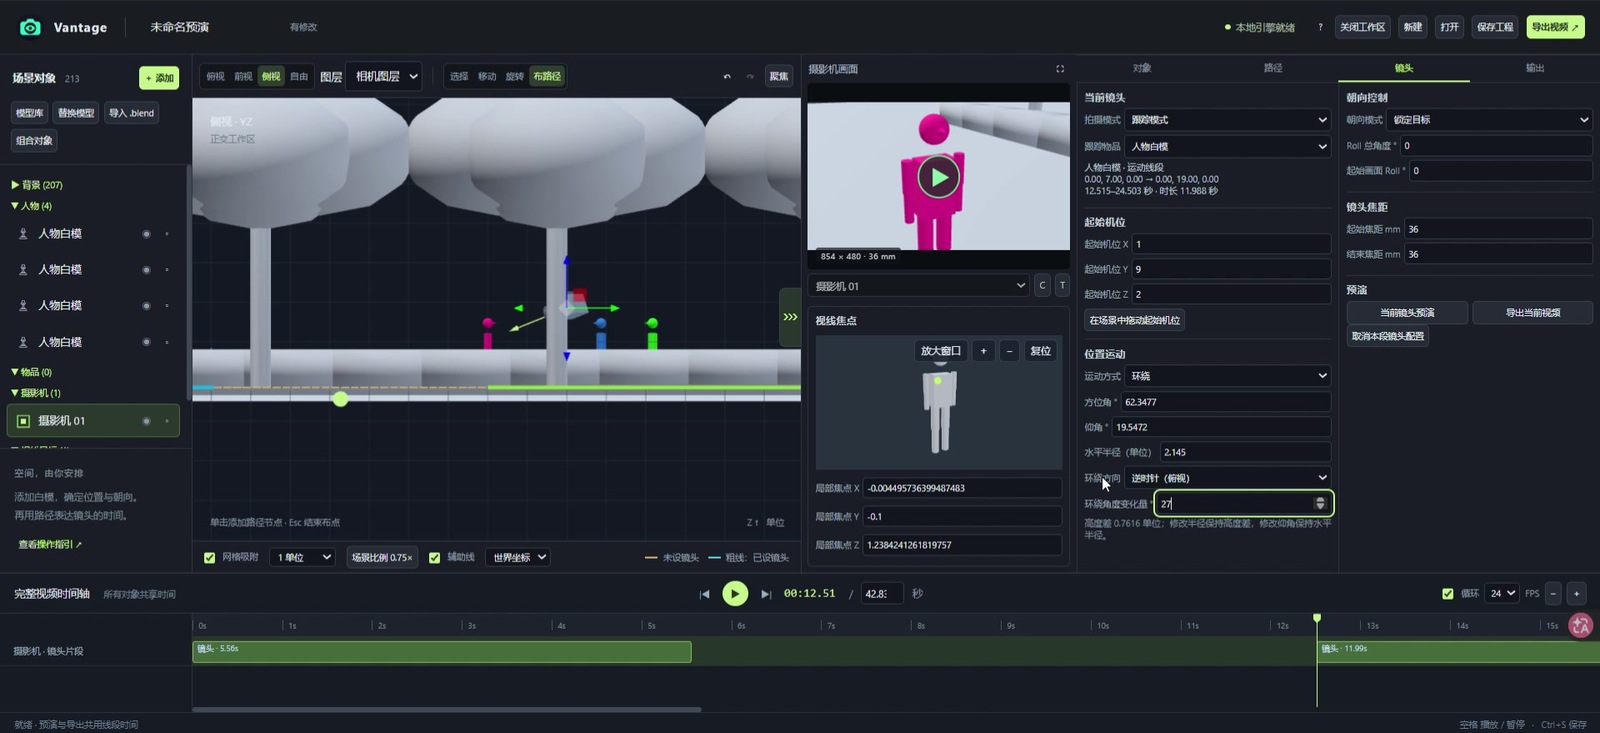 Vantage
未命名预演
有修改
本地引擎就绪
?
关闭工作区
新建
打开
保存工程
导出视频 ↗
场景对象 213
+ 添加
模型库
替换模型
导入 .blend
组合对象
▶背景 (207)
▼人物 (4)
人物白模
人物白模
人物白模
人物白模
▼物品 (0)
▼摄影机 (1)
摄影机 01
空间，由你安排
添加白模，确定位置与朝向。
再用路径表达镜头的时间。
查看操作指引 ↗
俯视 前视 侧视 自由
图层
相机图层
选择 移动 旋转 布路径
聚焦
侧视 · YZ
正交工作区
单击添加路径节点 · Esc 结束布点
Z↑ 单位
网格吸附
1 单位
场景比例 0.75×
辅助线
世界坐标
未设镜头
粗线：已设镜头
摄影机画面
854 × 480 · 36 mm
摄影机 01
C
T
视线焦点
放大窗口
+
−
复位
局部焦点 X -0.004495736399487483
局部焦点 Y -0.1
局部焦点 Z 1.2384241261819757
对象
路径
镜头
输出
当前镜头
拍摄模式 跟踪模式
跟踪物品 人物白模
人物白模 · 运动线段
0.00, 7.00, 0.00 → 0.00, 19.00, 0.00
12.515–24.503 秒 · 时长 11.988 秒
起始机位
起始机位 X 1
起始机位 Y 9
起始机位 Z 2
在场景中拖动起始机位
位置运动
运动方式 环绕
方位角 ° 62.3477
仰角 ° 19.5472
水平半径（单位） 2.145
环绕方向 逆时针（俯视）
环绕角度变化量 ° 27
高度差 0.7616 单位；修改半径保持高度差，修改仰角保持水平
半径。
朝向控制
朝向模式 锁定目标
Roll 总角度 ° 0
起始画面 Roll ° 0
镜头焦距
起始焦距 mm 36
结束焦距 mm 36
预演
当前镜头预演
导出当前视频
取消本段镜头配置
完整视频时间轴
所有对象共享时间
00:12.51
/
42.83
秒
循环
24
FPS
−
+
0s 1s 2s 3s 4s 5s 6s 7s 8s 9s 10s 11s 12s 13s 14s 15s
摄影机 · 镜头片段
镜头 · 5.56s
镜头 · 11.99s
就绪 · 预演与导出共用线段时间
空格 播放 / 暂停 · Ctrl+S 保存